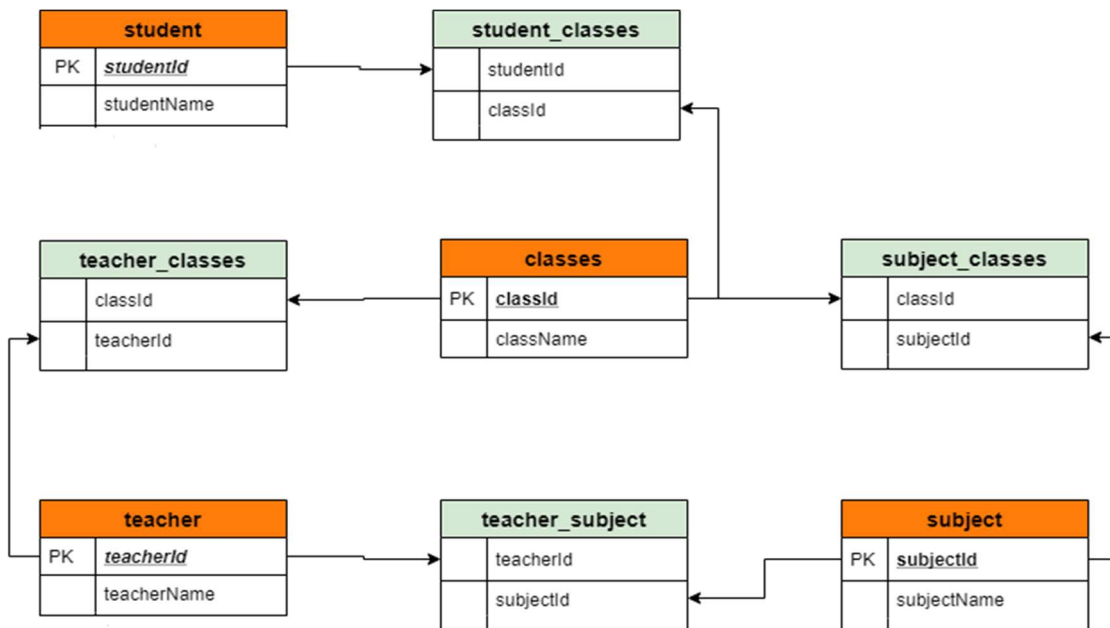 student
PK studentId
studentName
student_classes
studentId
classId
teacher_classes
classId
teacherId
classes
PK classId
className
subject_classes
classId
subjectId
teacher
PK teacherId
teacherName
teacher_subject
teacherId
subjectId
subject
PK subjectId
subjectName